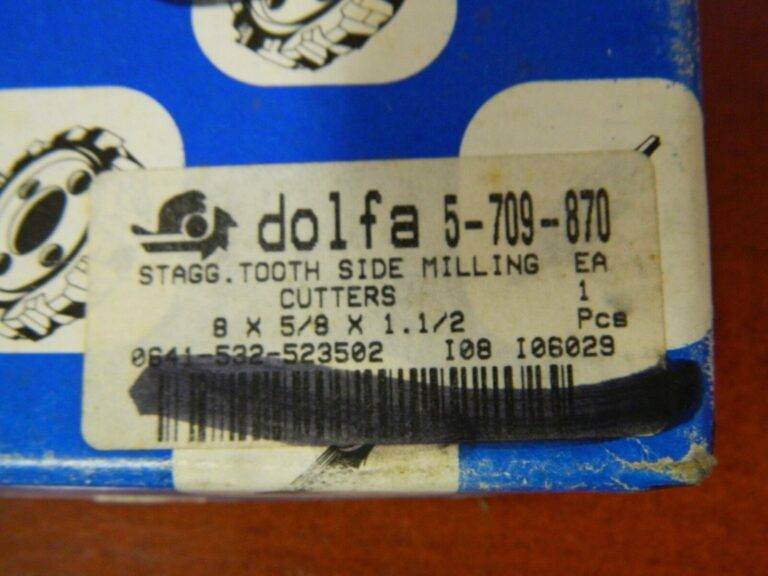 dolfa 5-709-870
STAGG.TOOTH SIDE MILLING EA
CUTTERS 1
8 X 5/8 X 1.1/2 Pcs
0641-532-523502 I08 I06029